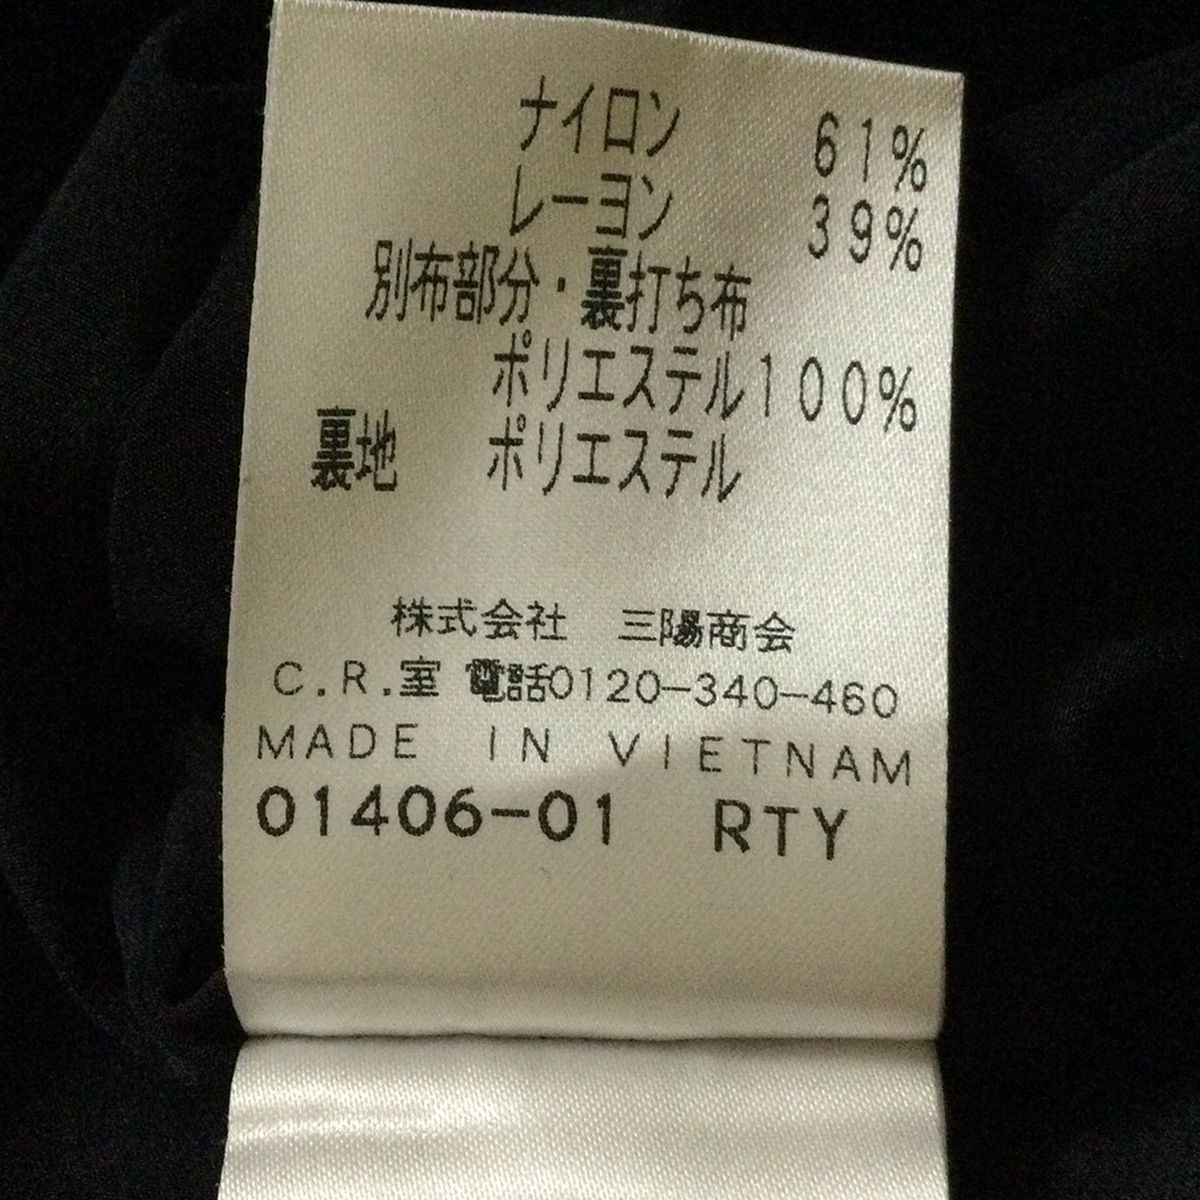 ナイロン 61%
レーヨン 39%
別布部分・裏打ち布
ポリエステル100%
裏地 ポリエステル
株式会社 三陽商会
C.R.室 電話0120-340-460
MADE IN VIETNAM
01406-01 RTY